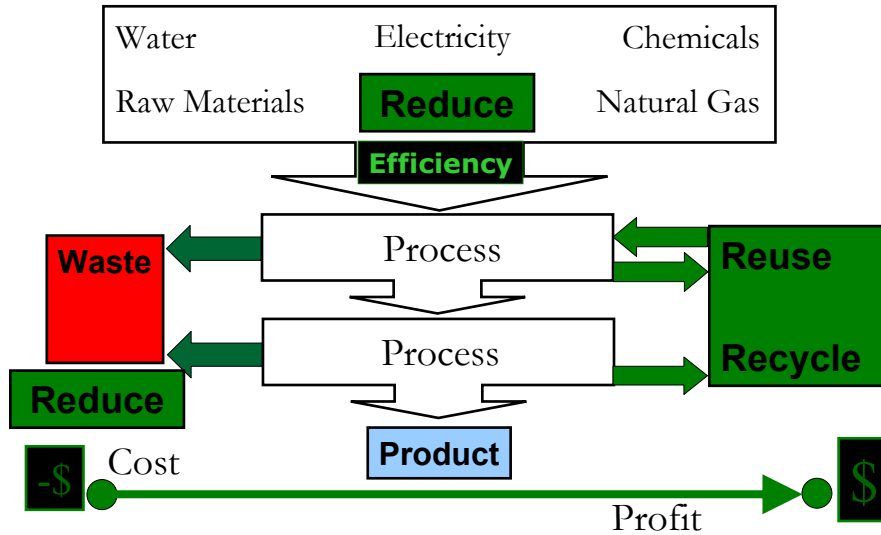 Water Electricity Chemicals
Raw Materials Reduce Natural Gas
Efficiency
Process
Waste
Reuse
Process
Recycle
Reduce
Product
-$ Cost
$
Profit